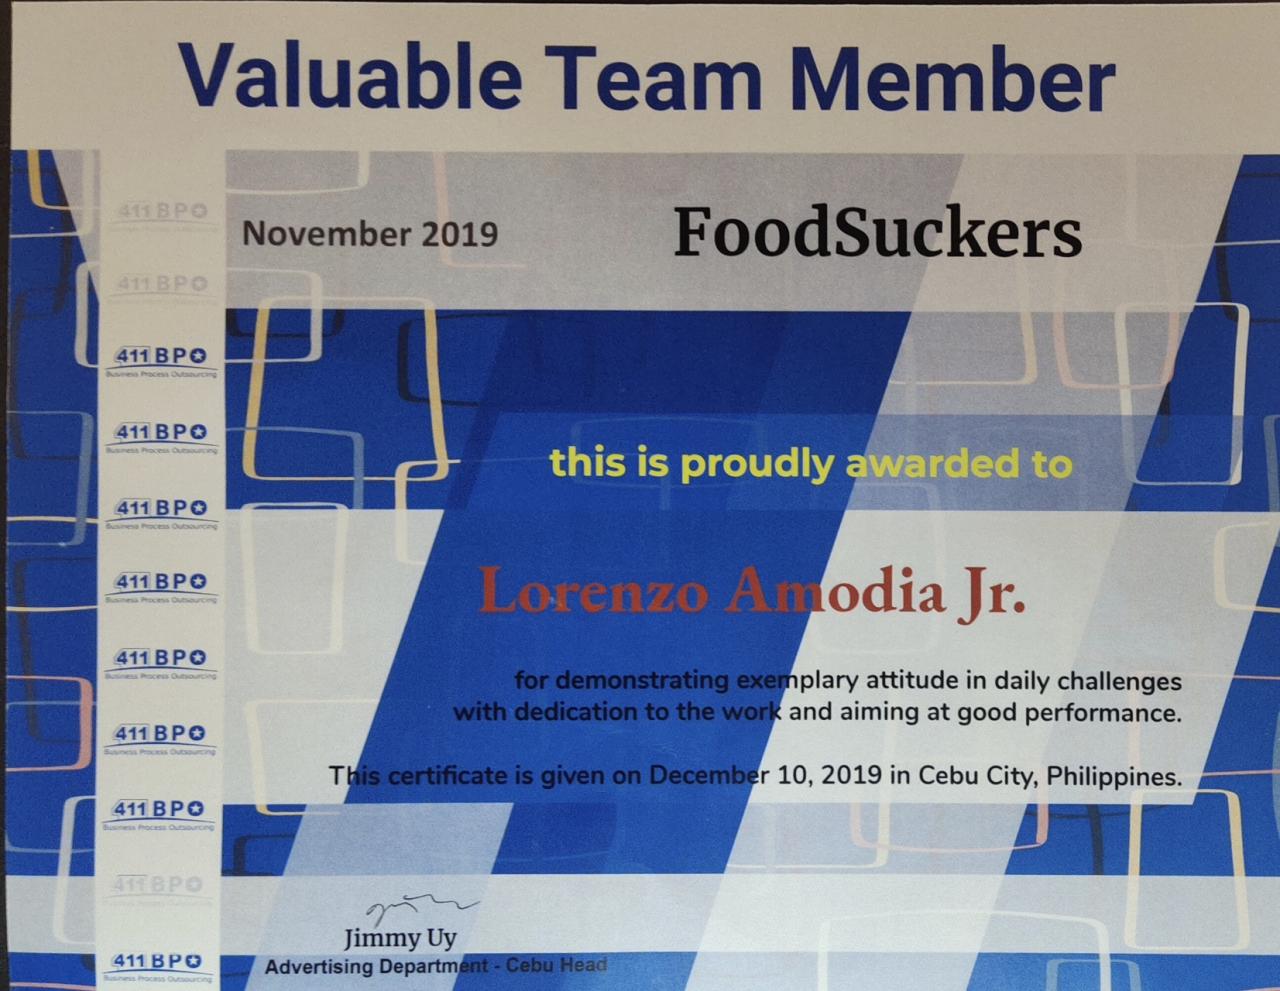 Valuable Team Member
November 2019
FoodSuckers
this is proudly awarded to
Lorenzo Amodia Jr.
for demonstrating exemplary attitude in daily challenges
with dedication to the work and aiming at good performance.
This certificate is given on December 10, 2019 in Cebu City, Philippines.
Jimmy Uy
Advertising Department - Cebu Head
411 BPO
411 BPO
411 BPO
Business Process Outsourcing
411 BPO
Business Process Outsourcing
411 BPO
Business Process Outsourcing
411 BPO
Business Process Outsourcing
411 BPO
Business Process Outsourcing
411 BPO
Business Process Outsourcing
411 BPO
Business Process Outsourcing
411 BPO
411 BPO
Business Process Outsourcing